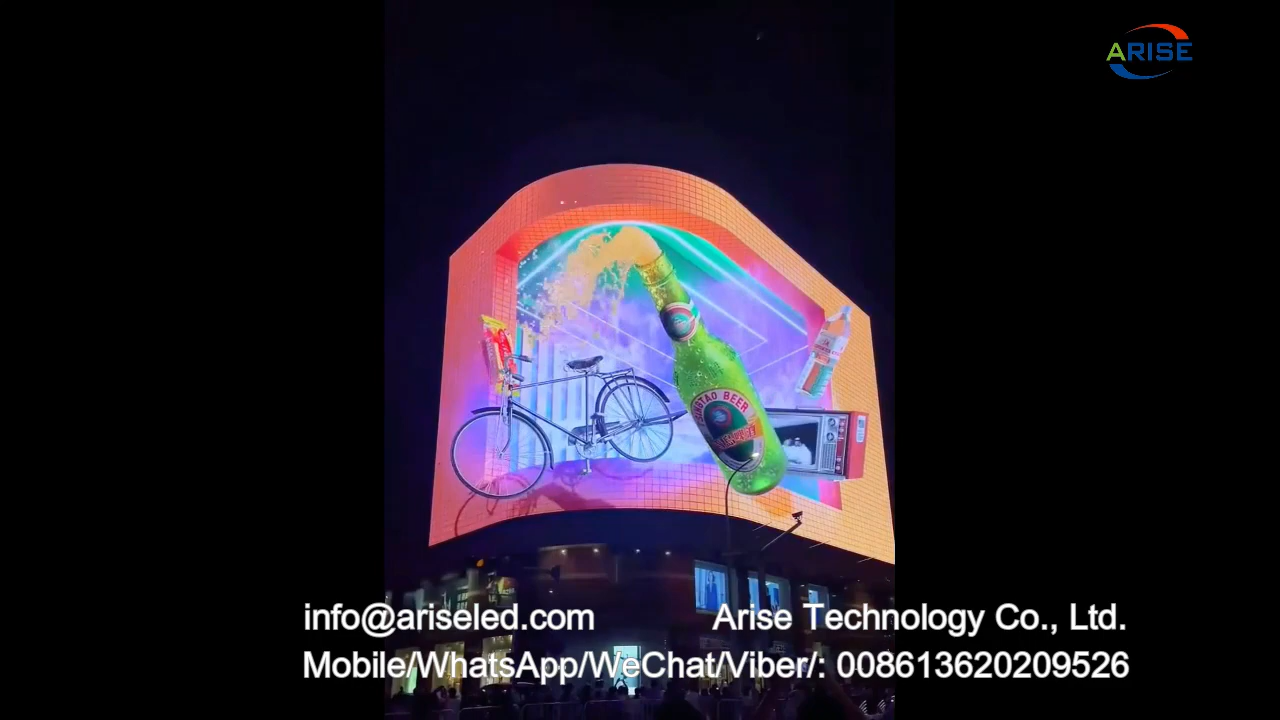 ARISE
TSINGTAO BEER
info@ariseled.com
Arise Technology Co., Ltd.
Mobile/WhatsApp/WeChat/Viber/: 008613620209526